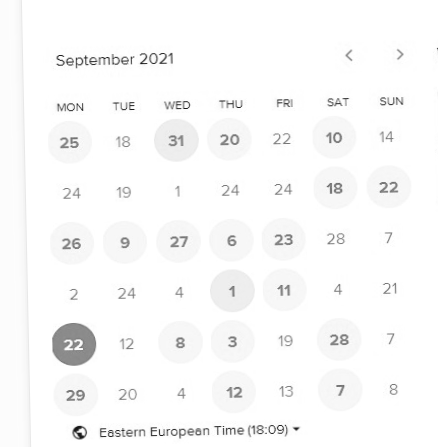 September 2021
MON TUE WED THU FRI SAT SUN
25 18 31 20 22 10 14
24 19 1 24 24 18 22
26 9 27 6 23 28 7
2 24 4 1 11 4 21
22 12 8 3 19 28 7
29 20 4 12 13 7 8
Eastern European Time (18:09)